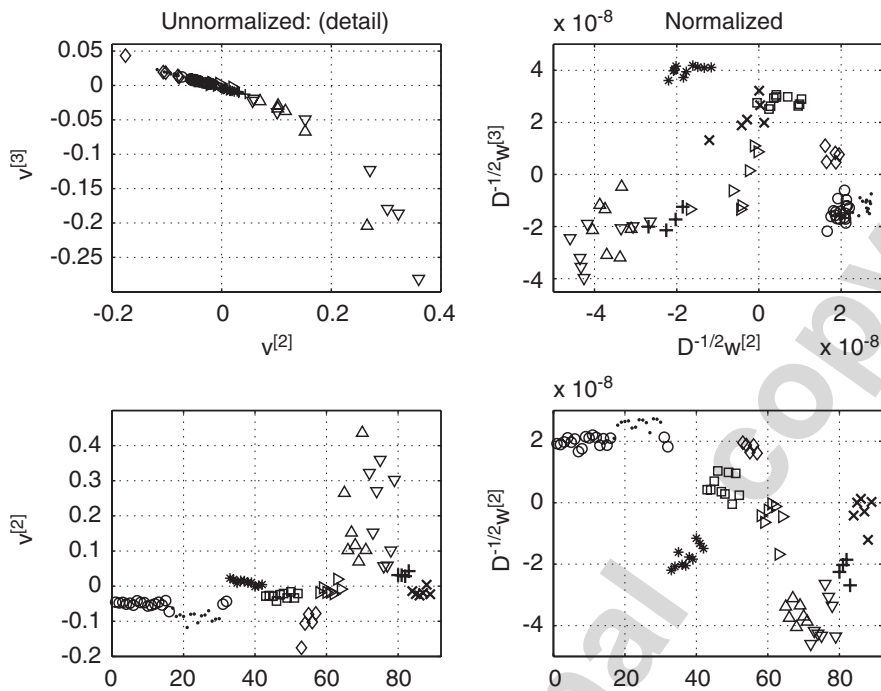 Unnormalized: (detail)
0.05
0
-0.05
-0.1
-0.15
-0.2
-0.25
v[3]
-0.2 0 0.2 0.4
v[2]
x 10-8 Normalized
4
2
0
-2
-4
D-1/2w[3]
-4 -2 0 2
D-1/2w[2] x 10-8
0.4
0.3
0.2
0.1
0
-0.1
-0.2
v[2]
0 20 40 60 80
x 10-8
2
0
-2
-4
D-1/2w[2]
0 20 40 60 80